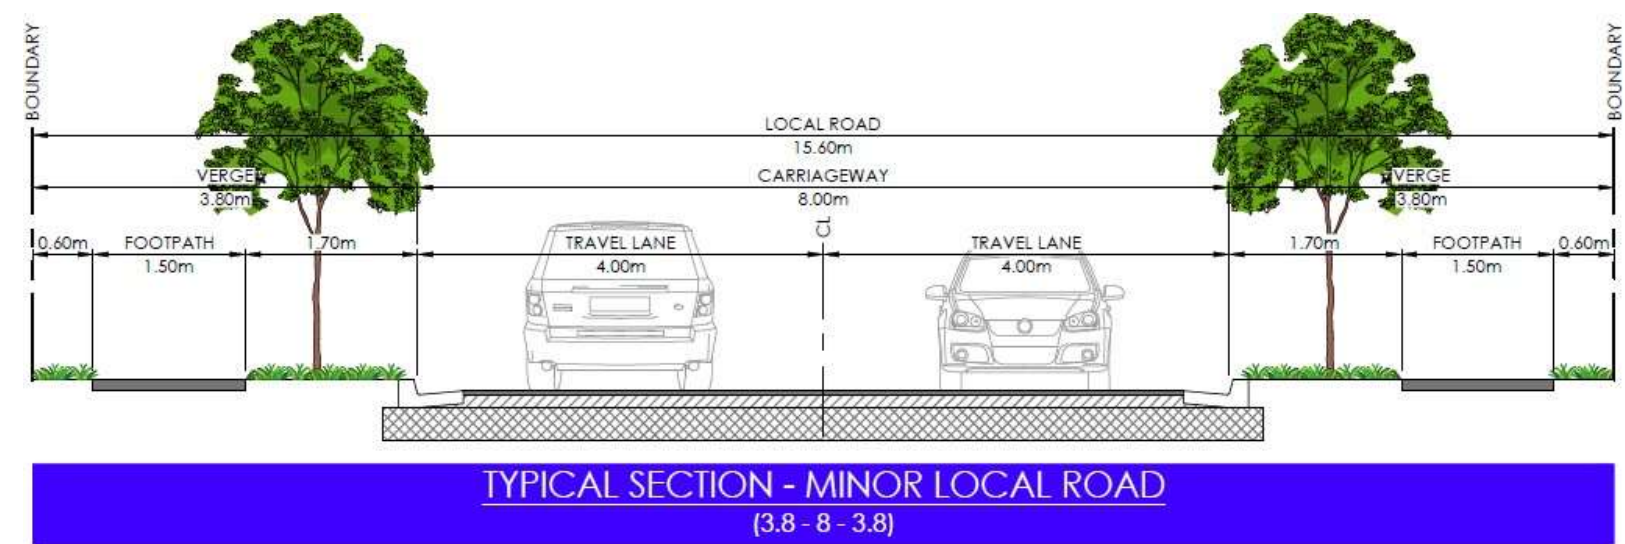 BOUNDARY
BOUNDARY
LOCAL ROAD
15.60m
VERGE
CARRIAGEWAY
VERGE
3.80m
8.00m
3.80m
CL
0.60m
FOOTPATH
1.70m
TRAVEL LANE
TRAVEL LANE
1.70m
FOOTPATH
0.60m
1.50m
4.00m
4.00m
1.50m
TYPICAL SECTION - MINOR LOCAL ROAD
(3.8 - 8 - 3.8)